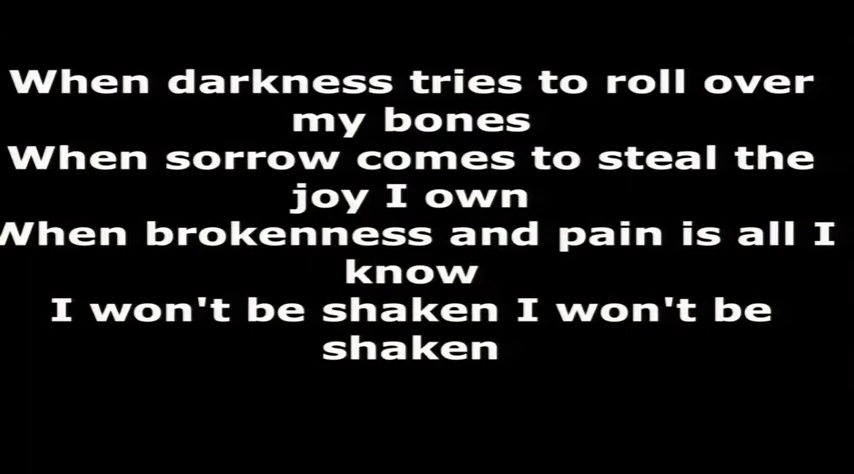 When darkness tries to roll over
my bones
When sorrow comes to steal the
joy I own
When brokenness and pain is all I
know
I won't be shaken I won't be
shaken